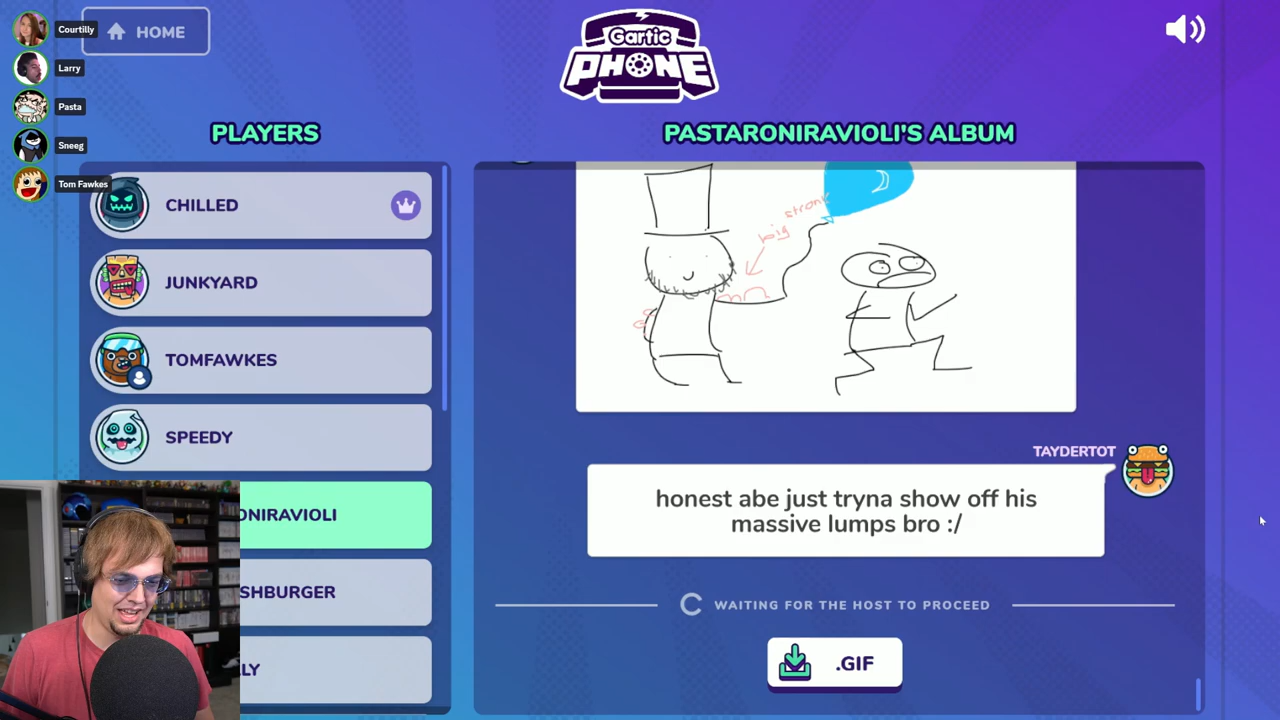 Courtilly
HOME
Larry
Pasta
Sneeg
Tom Fawkes
Gartic
PHONE
PLAYERS
CHILLED
JUNKYARD
TOMFAWKES
SPEEDY
ONIRAVIOLI
SHBURGER
LY
PASTARONIRAVIOLI'S ALBUM
big strong
TAYDERTOT
honest abe just tryna show off his
massive lumps bro :/
WAITING FOR THE HOST TO PROCEED
.GIF